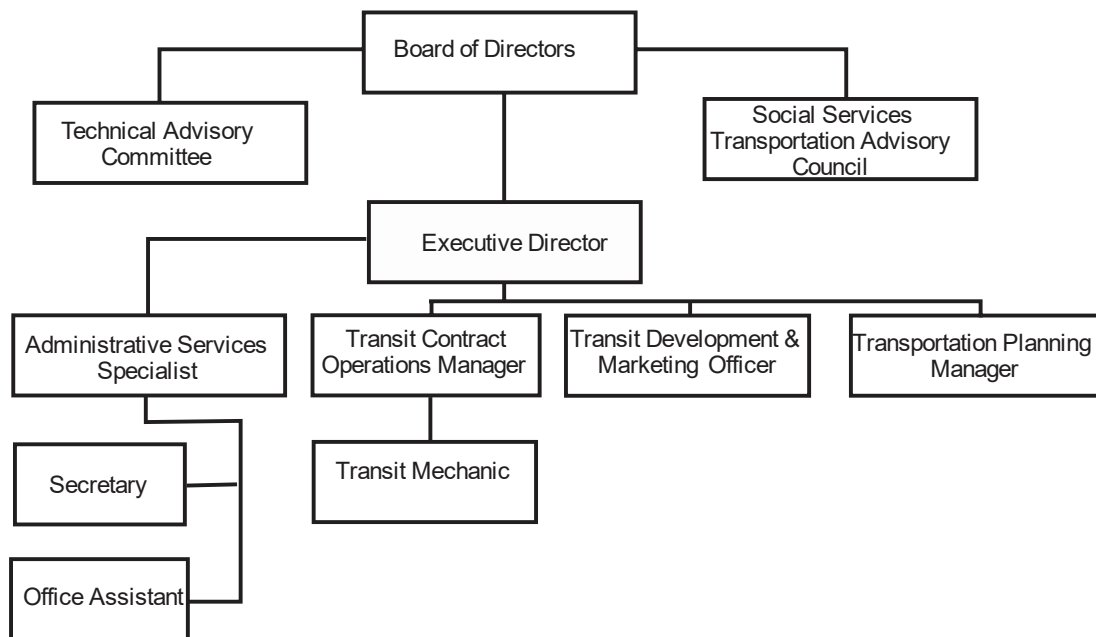 Board of Directors
Technical Advisory
Committee
Social Services
Transportation Advisory
Council
Executive Director
Administrative Services
Specialist
Transit Contract
Operations Manager
Transit Development &
Marketing Officer
Transportation Planning
Manager
Secretary
Transit Mechanic
Office Assistant